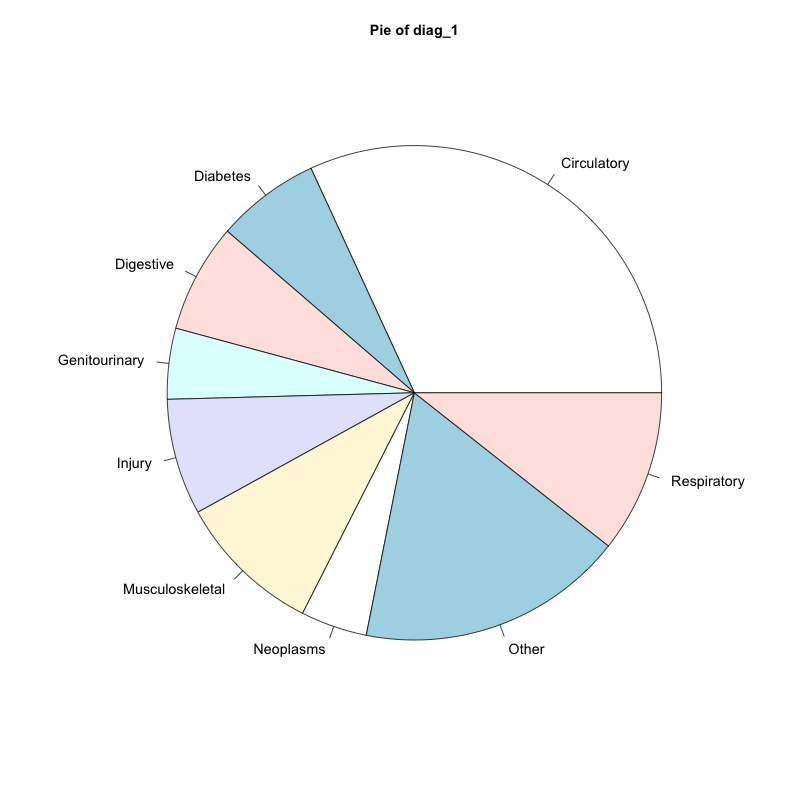 Pie of diag_1
Circulatory
Diabetes
Digestive
Genitourinary
Injury
Musculoskeletal
Neoplasms
Other
Respiratory